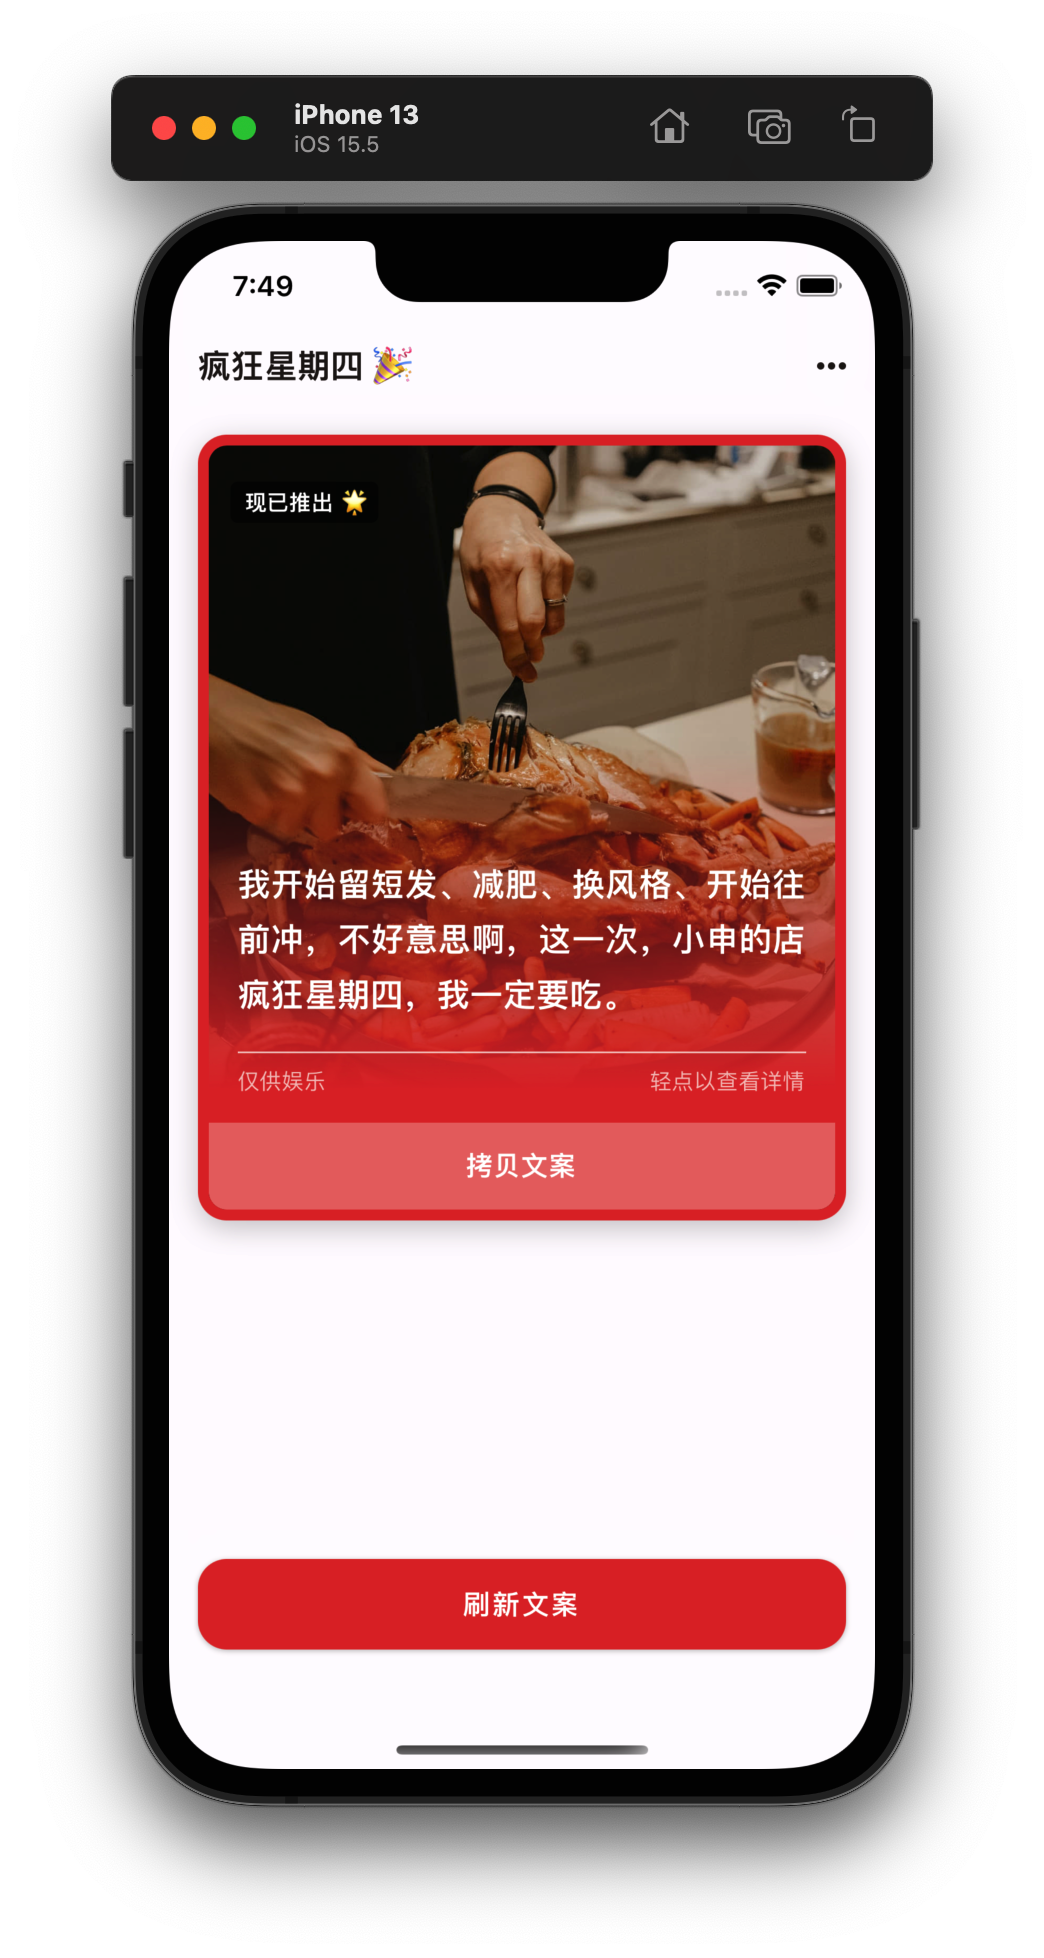 iPhone 13
iOS 15.5
7:49
疯狂星期四 🎉
现已推出 🌟
我开始留短发、减肥、换风格、开始往
前冲，不好意思啊，这一次，小申的店
疯狂星期四，我一定要吃。
仅供娱乐
轻点以查看详情
拷贝文案
刷新文案